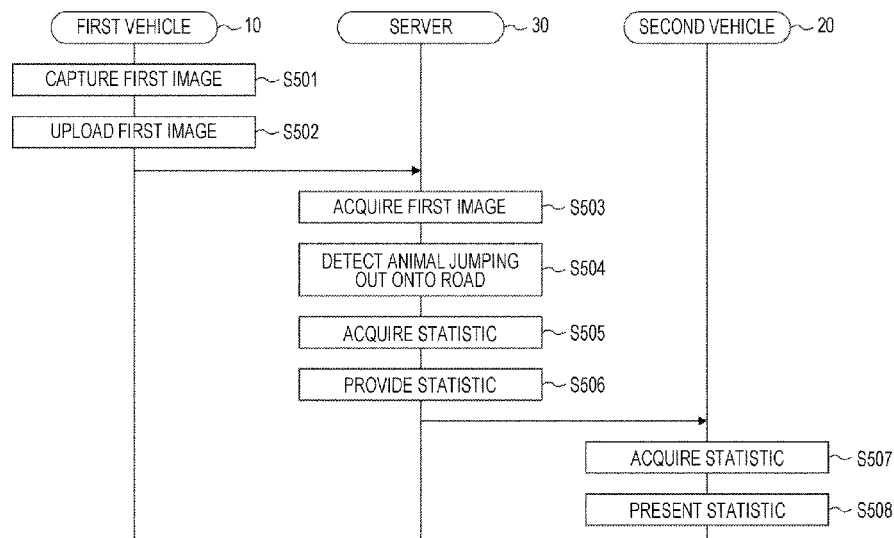 FIRST VEHICLE 10
SERVER 30
SECOND VEHICLE 20
CAPTURE FIRST IMAGE S501
UPLOAD FIRST IMAGE S502
ACQUIRE FIRST IMAGE S503
DETECT ANIMAL JUMPING
OUT ONTO ROAD
S504
ACQUIRE STATISTIC S505
PROVIDE STATISTIC S506
ACQUIRE STATISTIC S507
PRESENT STATISTIC S508